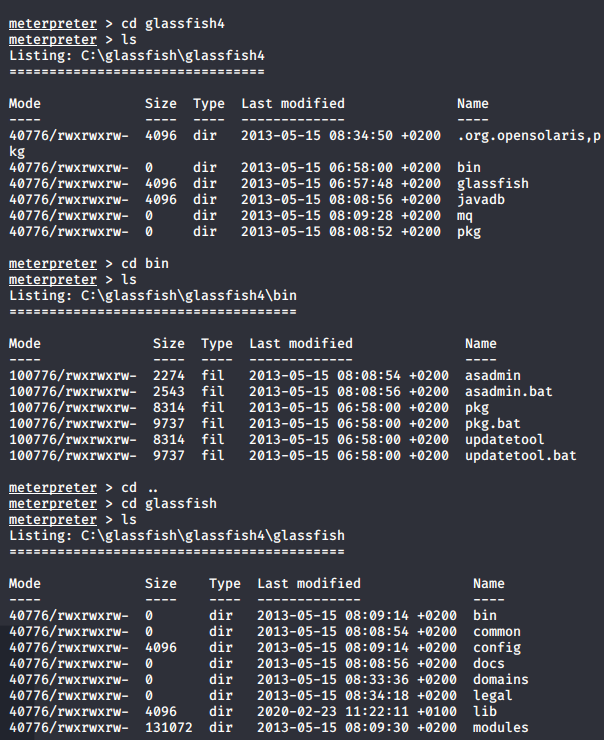 meterpreter > cd glassfish4
meterpreter > ls
Listing: C:\glassfish\glassfish4
================================
Mode Size Type Last modified Name
---- ---- ---- ------------- ----
40776/rwxrwxrw- 4096 dir 2013-05-15 08:34:50 +0200 .org.opensolaris,p
kg
40776/rwxrwxrw- 0 dir 2013-05-15 06:58:00 +0200 bin
40776/rwxrwxrw- 4096 dir 2013-05-15 06:57:48 +0200 glassfish
40776/rwxrwxrw- 4096 dir 2013-05-15 08:08:56 +0200 javadb
40776/rwxrwxrw- 0 dir 2013-05-15 08:09:28 +0200 mq
40776/rwxrwxrw- 0 dir 2013-05-15 08:08:52 +0200 pkg
meterpreter > cd bin
meterpreter > ls
Listing: C:\glassfish\glassfish4\bin
====================================
Mode Size Type Last modified Name
---- ---- ---- ------------- ----
100776/rwxrwxrw- 2274 fil 2013-05-15 08:08:54 +0200 asadmin
100776/rwxrwxrw- 2543 fil 2013-05-15 08:08:56 +0200 asadmin.bat
100776/rwxrwxrw- 8314 fil 2013-05-15 06:58:00 +0200 pkg
100776/rwxrwxrw- 9737 fil 2013-05-15 06:58:00 +0200 pkg.bat
100776/rwxrwxrw- 8314 fil 2013-05-15 06:58:00 +0200 updatetool
100776/rwxrwxrw- 9737 fil 2013-05-15 06:58:00 +0200 updatetool.bat
meterpreter > cd ..
meterpreter > cd glassfish
meterpreter > ls
Listing: C:\glassfish\glassfish4\glassfish
==========================================
Mode Size Type Last modified Name
---- ---- ---- ------------- ----
40776/rwxrwxrw- 0 dir 2013-05-15 08:09:14 +0200 bin
40776/rwxrwxrw- 0 dir 2013-05-15 08:08:54 +0200 common
40776/rwxrwxrw- 4096 dir 2013-05-15 08:09:14 +0200 config
40776/rwxrwxrw- 0 dir 2013-05-15 08:08:56 +0200 docs
40776/rwxrwxrw- 0 dir 2013-05-15 08:33:36 +0200 domains
40776/rwxrwxrw- 0 dir 2013-05-15 08:34:18 +0200 legal
40776/rwxrwxrw- 4096 dir 2020-02-23 11:22:11 +0100 lib
40776/rwxrwxrw- 131072 dir 2013-05-15 08:09:30 +0200 modules